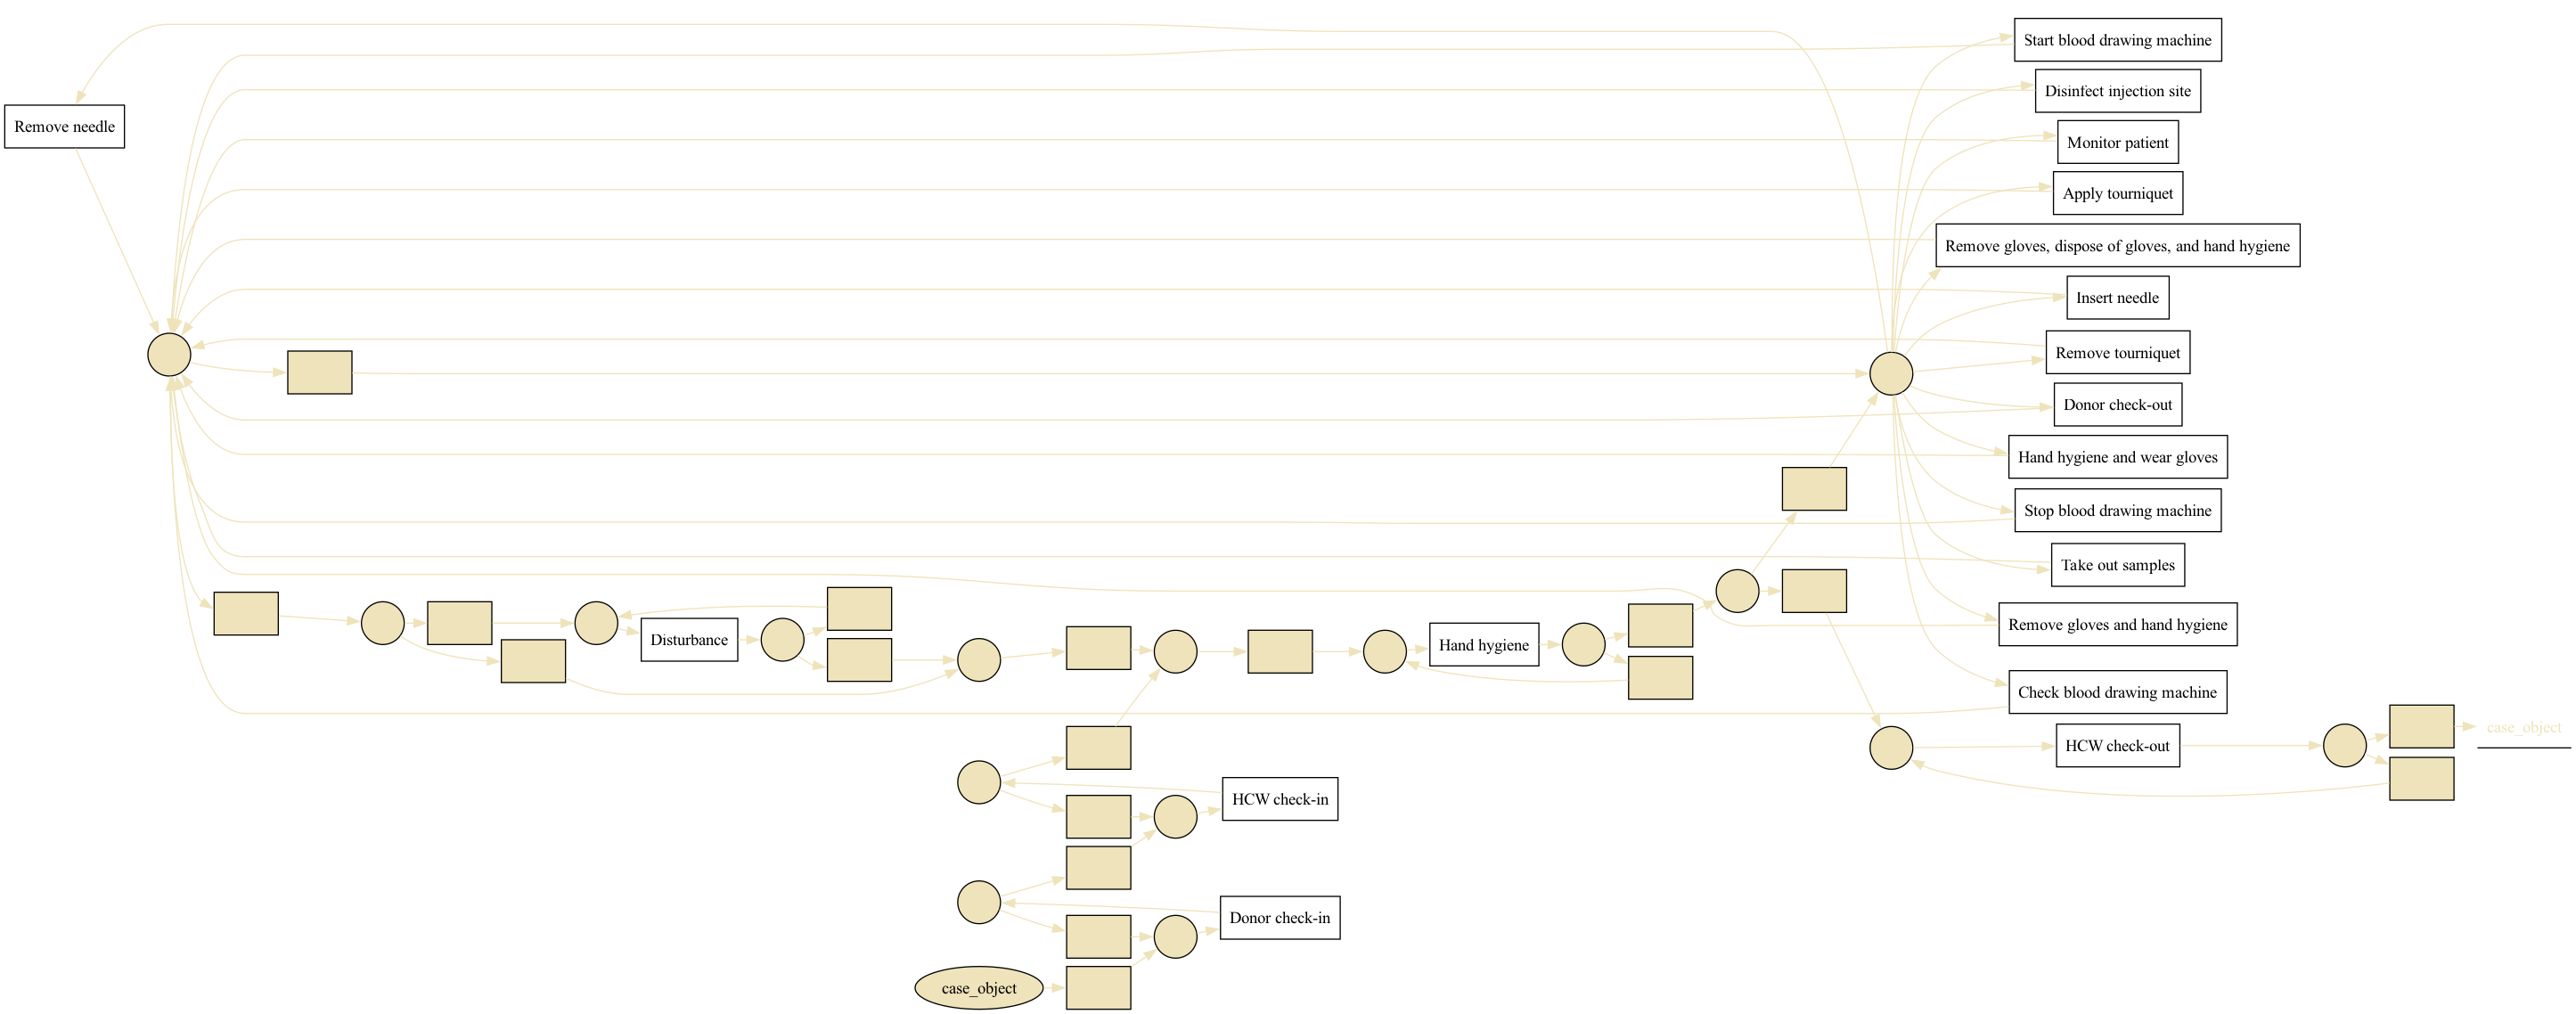 Start blood drawing machine
Disinfect injection site
Remove needle
Monitor patient
Apply tourniquet
Remove gloves, dispose of gloves, and hand hygiene
Insert needle
Remove tourniquet
Donor check-out
Hand hygiene and wear gloves
Stop blood drawing machine
Take out samples
Remove gloves and hand hygiene
Disturbance
Hand hygiene
Check blood drawing machine
case_object
HCW check-out
HCW check-in
Donor check-in
case_object